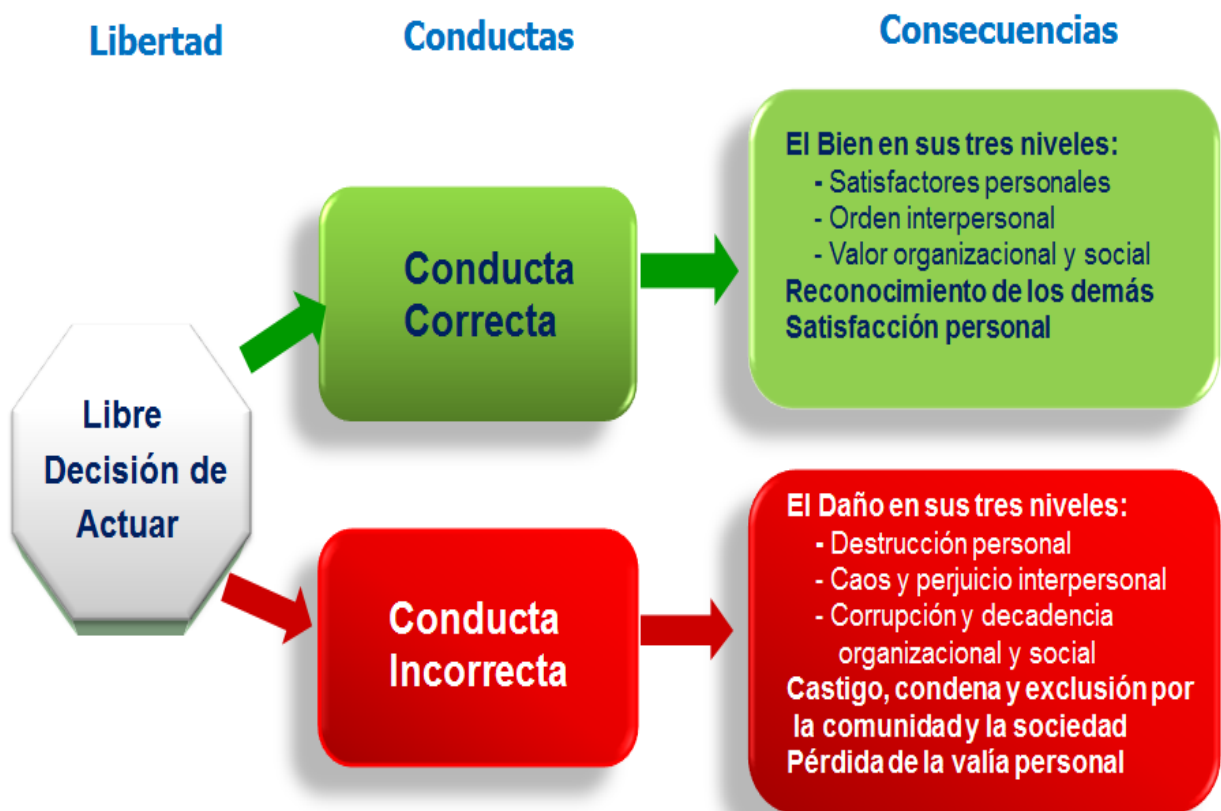 Libertad
Conductas
Consecuencias
Libre
Decisión de
Actuar
Conducta
Correcta
El Bien en sus tres niveles:
- Satisfactores personales
- Orden interpersonal
- Valor organizacional y social
Reconocimiento de los demás
Satisfacción personal
Conducta
Incorrecta
El Daño en sus tres niveles:
- Destrucción personal
- Caos y perjuicio interpersonal
- Corrupción y decadencia
organizacional y social
Castigo, condena y exclusión por
la comunidad y la sociedad
Pérdida de la valía personal